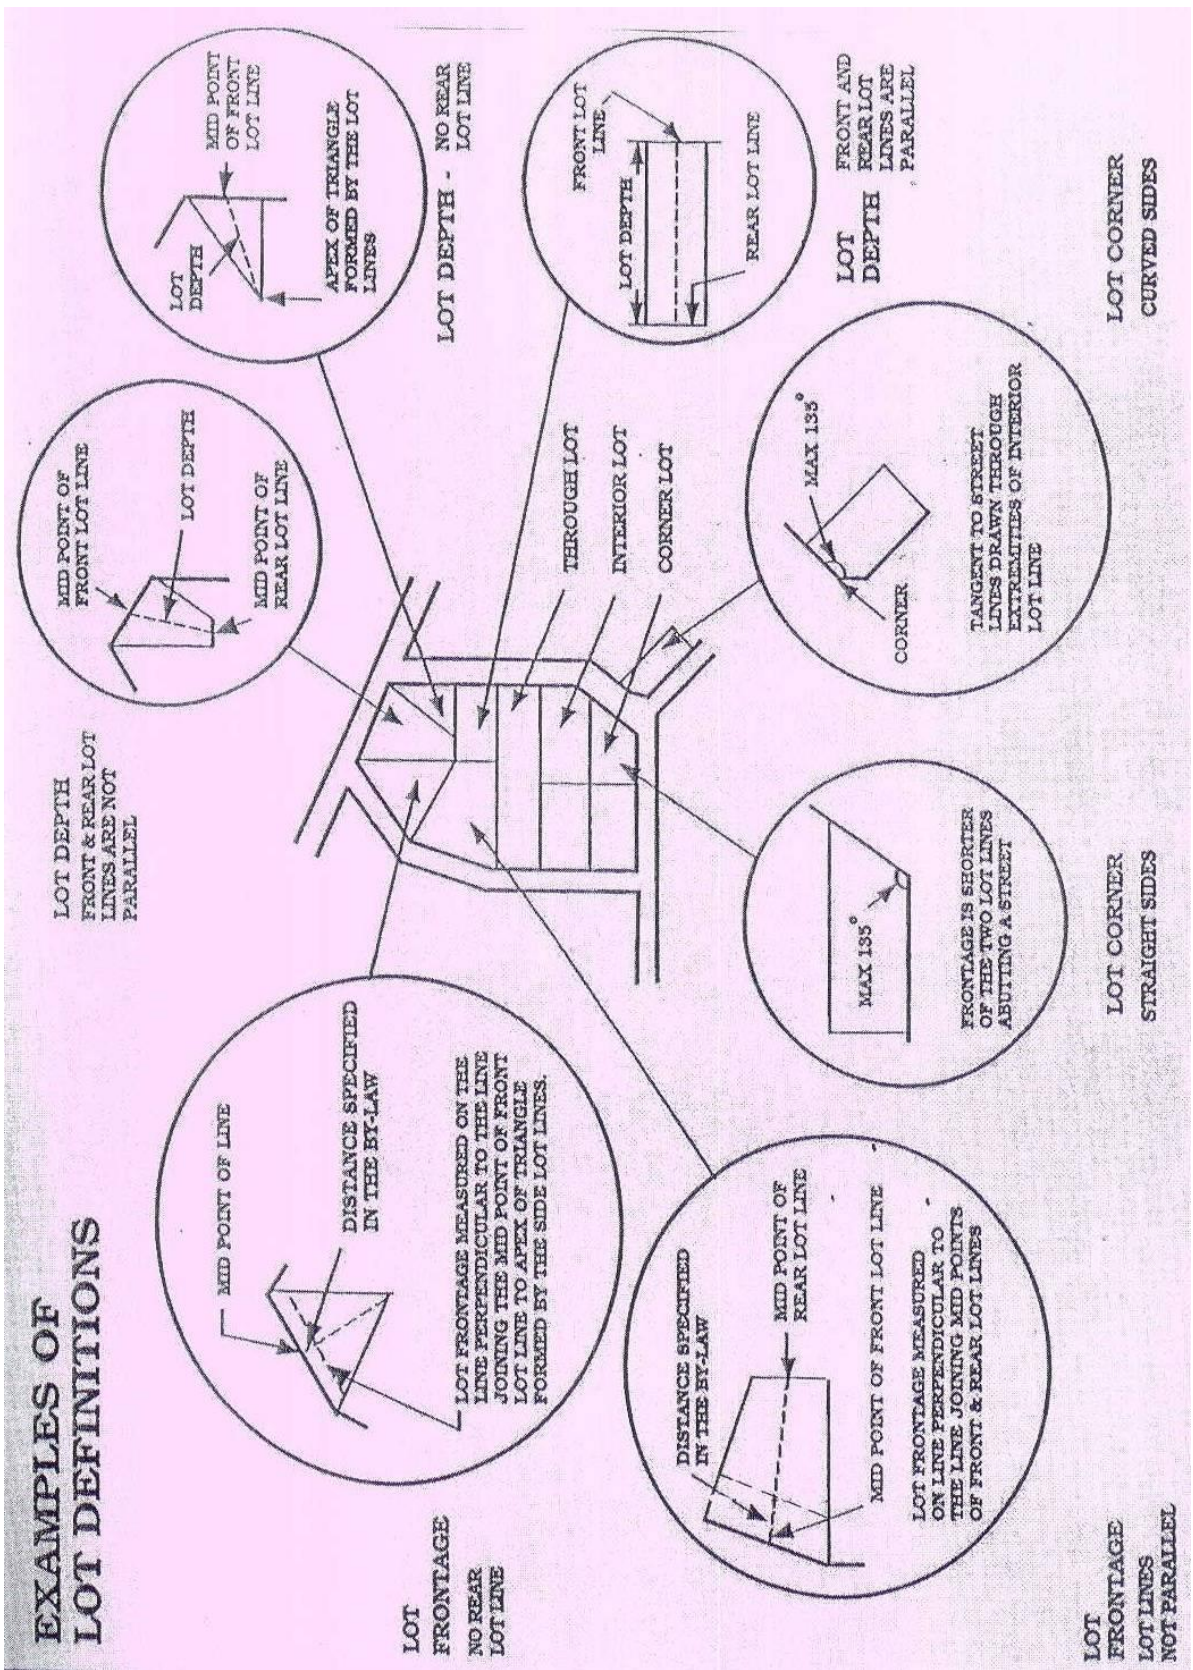 EXAMPLES OF
LOT DEFINITIONS
LOT DEPTH
FRONT & REAR LOT
LINES ARE NOT
PARALLEL
MID POINT OF
FRONT LOT LINE
LOT DEPTH
MID POINT OF
REAR LOT LINE
LOT
DEPTH
MID POINT
OF FRONT
LOT LINE
APEX OF TRIANGLE
FORMED BY THE LOT
LINES
LOT DEPTH - NO REAR
LOT LINE
MID POINT OF LINE
DISTANCE SPECIFIED
IN THE BY-LAW
LOT FRONTAGE MEASURED ON THE
LINE PERPENDICULAR TO THE LINE
JOINING THE MID POINT OF FRONT
LOT LINE TO APEX OF TRIANGLE
FORMED BY THE SIDE LOT LINES.
LOT
FRONTAGE
NO REAR
LOT LINE
THROUGH LOT
INTERIOR LOT
CORNER LOT
FRONT LOT
LINE
LOT DEPTH
REAR LOT LINE
LOT
DEPTH
FRONT AND
REAR LOT
LINES ARE
PARALLEL
DISTANCE SPECIFIED
IN THE BY-LAW
MID POINT OF
REAR LOT LINE
MID POINT OF FRONT LOT LINE
LOT FRONTAGE MEASURED
ON LINE PERPENDICULAR TO
THE LINE JOINING MID POINTS
OF FRONT & REAR LOT LINES
LOT
FRONTAGE
LOT LINES
NOT PARALLEL
MAX 135°
FRONTAGE IS SHORTER
OF THE TWO LOT LINES
ABUTING A STREET
LOT CORNER
STRAIGHT SIDES
MAX 135°
CORNER
TANGENT TO STREET
LINES DRAWN THROUGH
EXTREMITIES OF INTERIOR
LOT LINE
LOT CORNER
CURVED SIDES